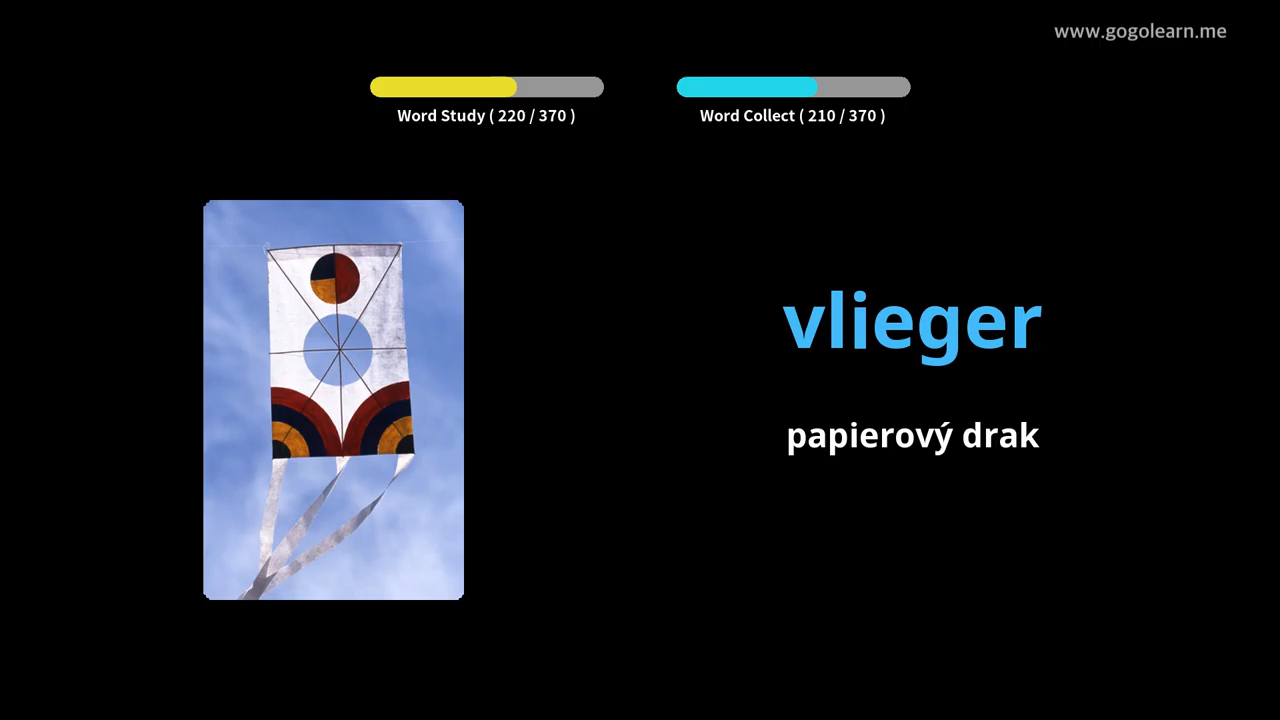 www.gogolearn.me
Word Study ( 220 / 370 )
Word Collect ( 210 / 370 )
vlieger
papierový drak